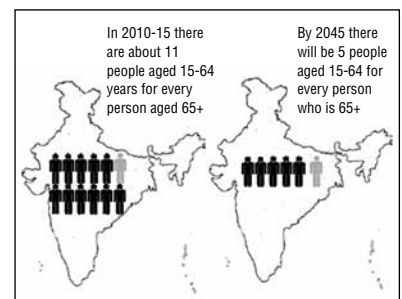 In 2010-15 there
are about 11
people aged 15-64
years for every
person aged 65+
By 2045 there
will be 5 people
aged 15-64 for
every person
who is 65+